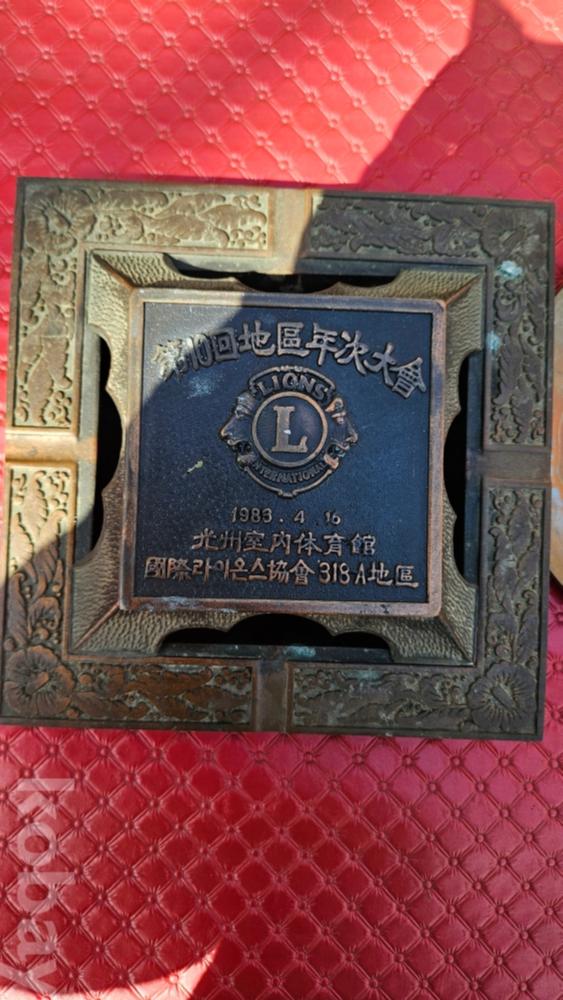 第10回地區年次大會
LIONS
L
INTERNATIONAL
1983. 4. 16
光州室內体育館
國際라이온스協會 318-A地區
kobay